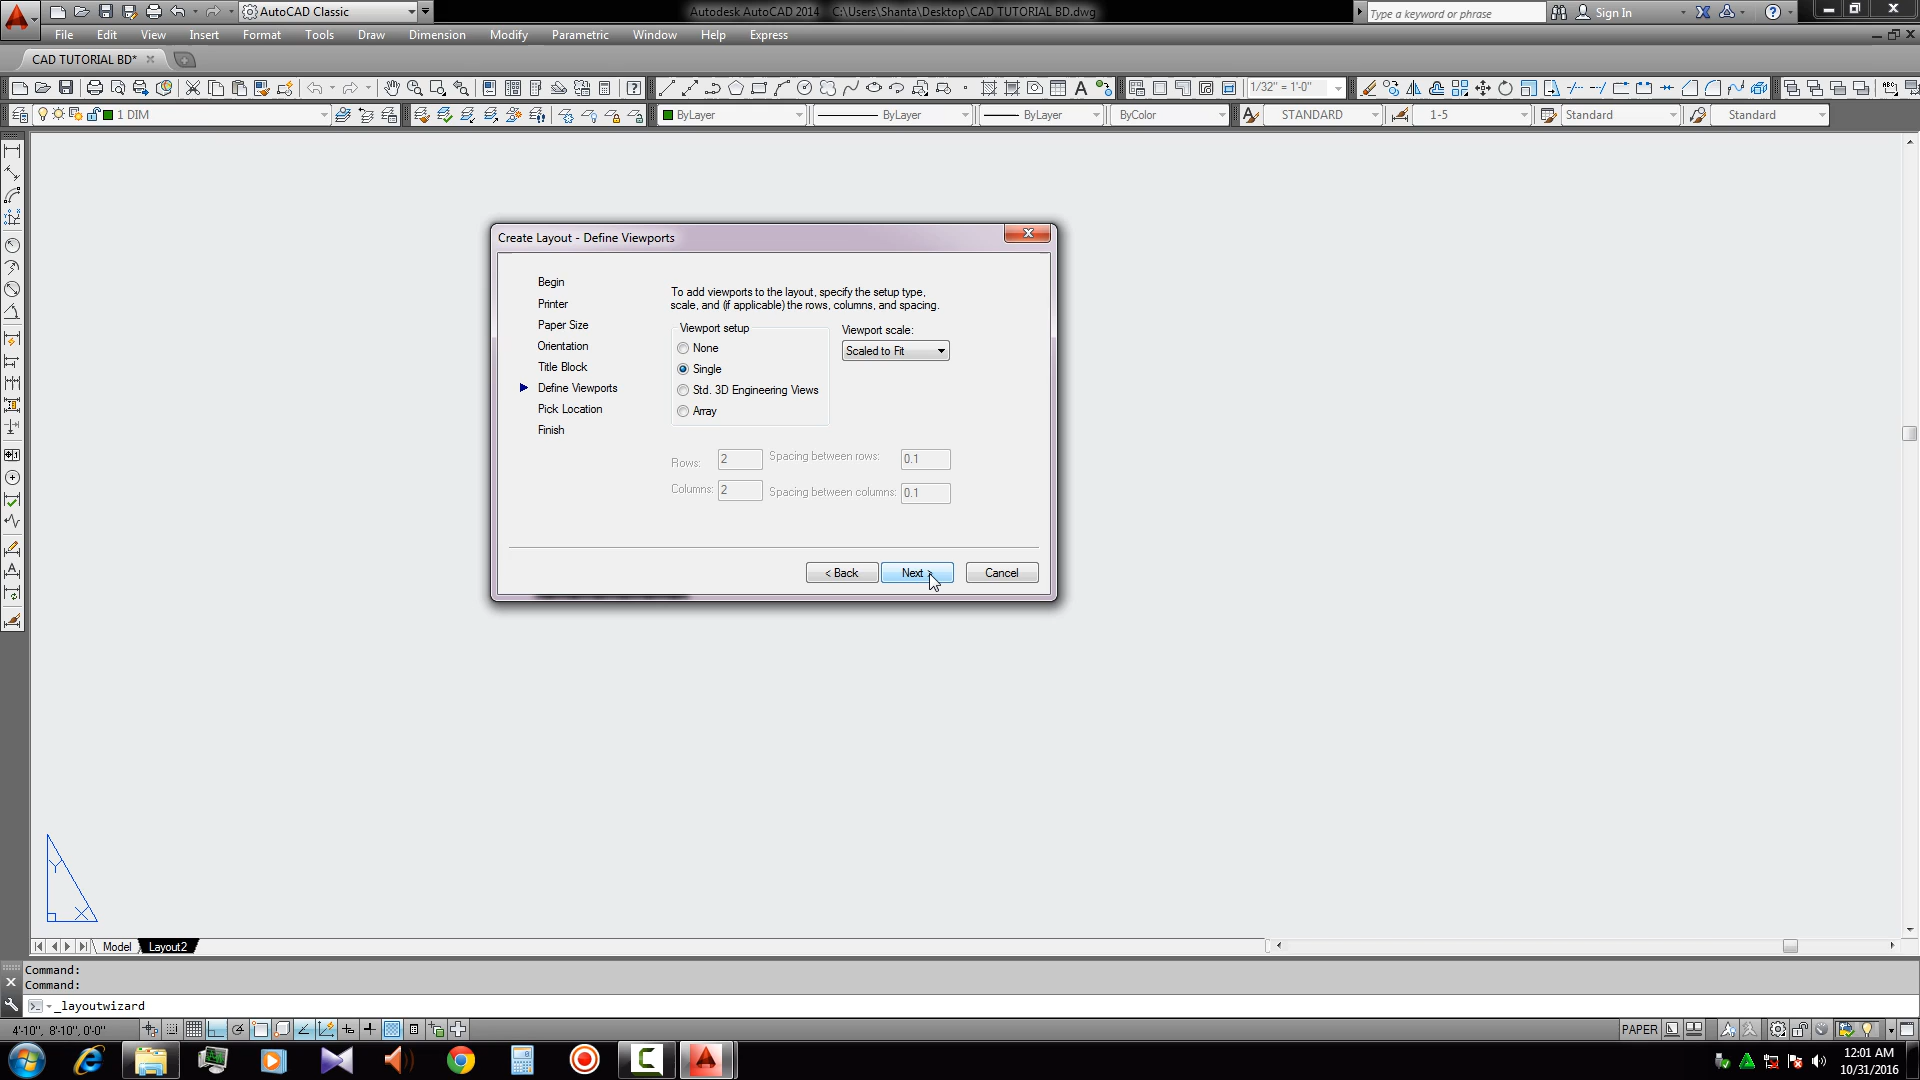 AutoCAD Classic
Autodesk AutoCAD 2014 C:\Users\Shanta\Desktop\CAD TUTORIAL BD.dwg
Type a keyword or phrase
Sign In
File Edit View Insert Format Tools Draw Dimension Modify Parametric Window Help Express
CAD TUTORIAL BD*
1/32" = 1'-0"
1 DIM
ByLayer
ByLayer
ByLayer
ByColor
STANDARD
1-5
Standard
Standard
Create Layout - Define Viewports
Begin
Printer
Paper Size
Orientation
Title Block
Define Viewports
Pick Location
Finish
To add viewports to the layout, specify the setup type,
scale, and (if applicable) the rows, columns, and spacing.
Viewport setup
None
Single
Std. 3D Engineering Views
Array
Viewport scale:
Scaled to Fit
Rows: 2 Spacing between rows: 0.1
Columns: 2 Spacing between columns: 0.1
< Back Next > Cancel
Y
X
Model Layout2
Command:
Command:
_layoutwizard
4'-10", 8'-10", 0'-0"
PAPER
12:01 AM
10/31/2016